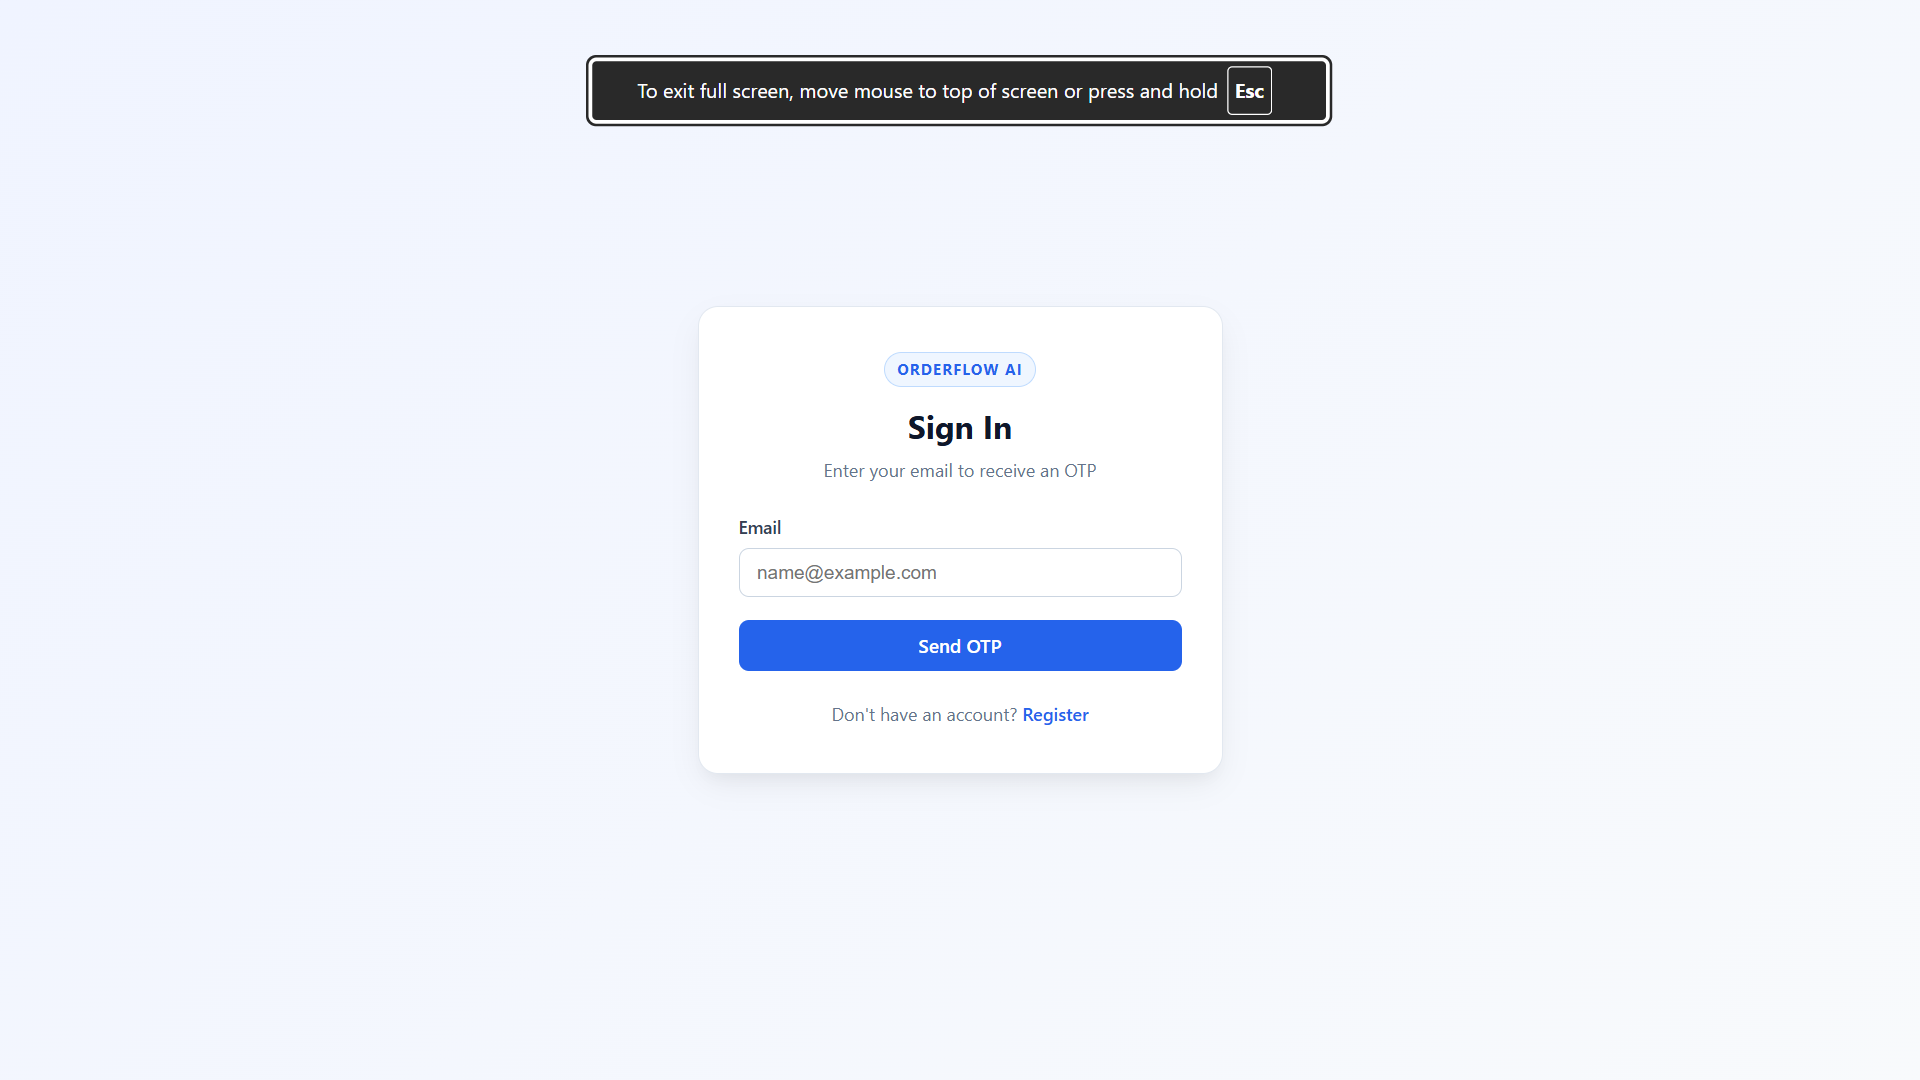 To exit full screen, move mouse to top of screen or press and hold Esc
ORDERFLOW AI
Sign In
Enter your email to receive an OTP
Email
name@example.com
Send OTP
Don't have an account? Register